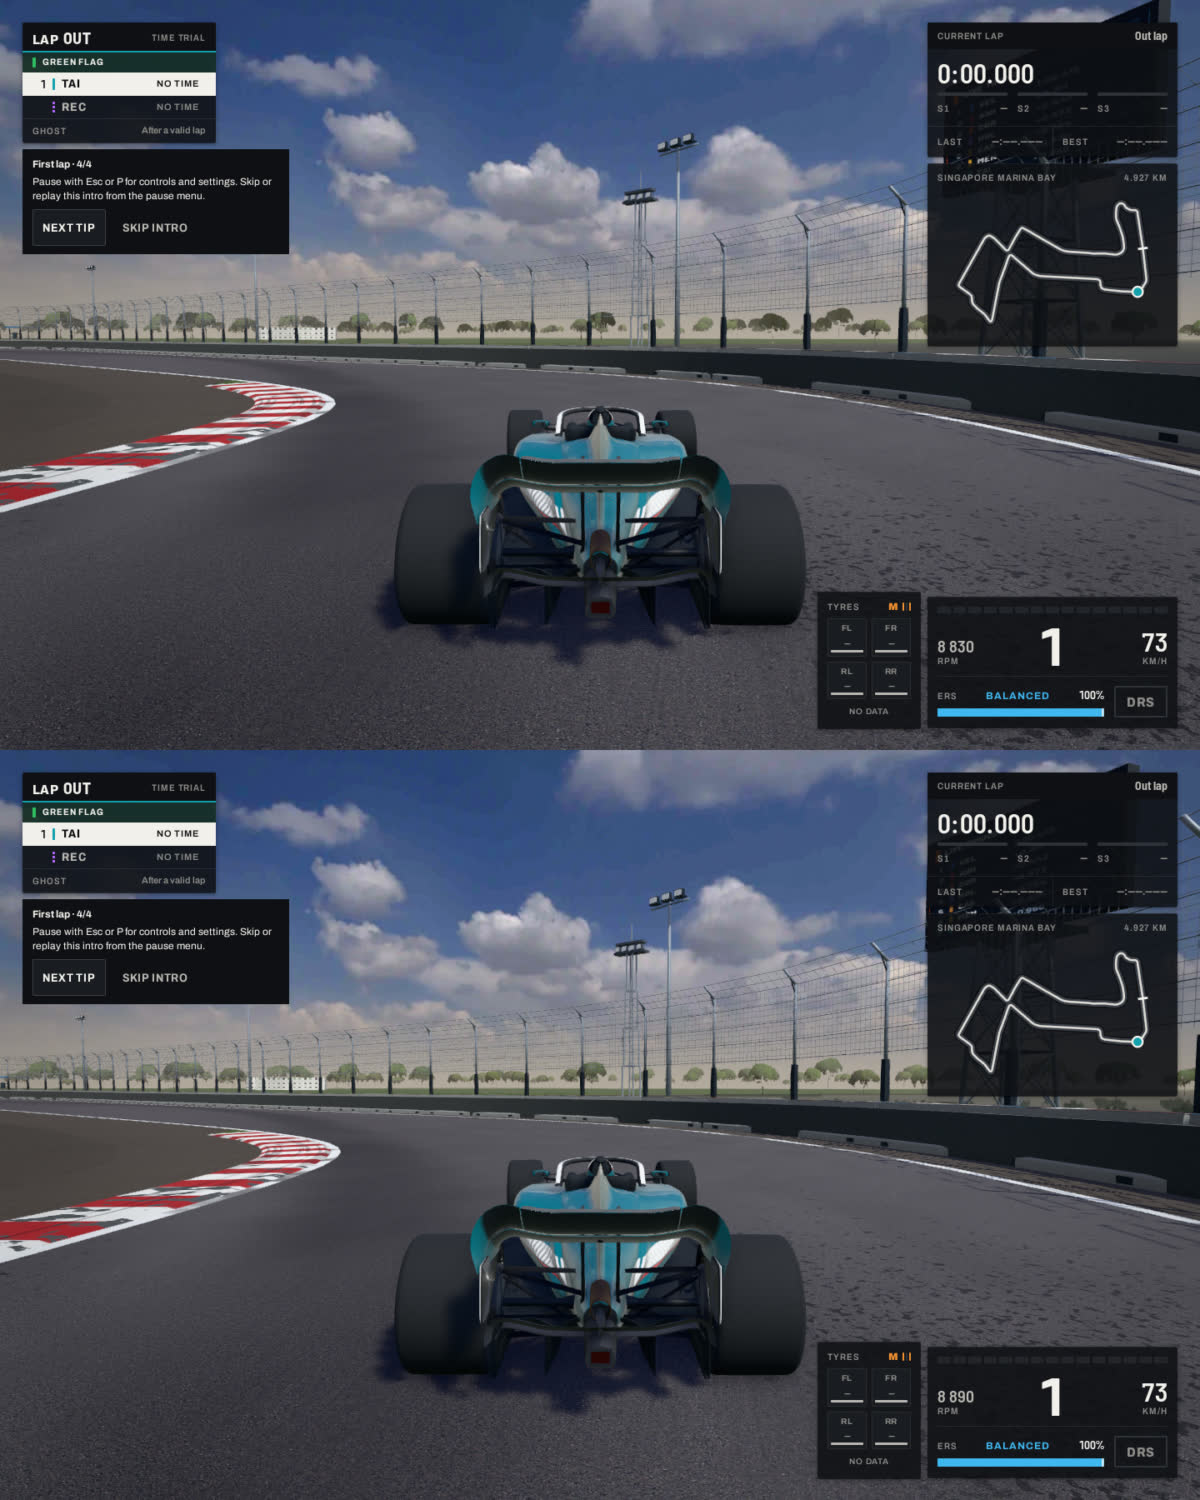 LAP OUT TIME TRIAL
GREEN FLAG
1 TAI NO TIME
REC NO TIME
GHOST After a valid lap
First lap · 4/4
Pause with Esc or P for controls and settings. Skip or
replay this intro from the pause menu.
NEXT TIP SKIP INTRO
CURRENT LAP Out lap
0:00.000
S1 – S2 – S3 –
LAST –:––.––– BEST –:––.–––
SINGAPORE MARINA BAY 4.927 KM
TYRES M
FL FR
– –
RL RR
– –
NO DATA
8 830 1 73
RPM KM/H
ERS BALANCED 100% DRS
LAP OUT TIME TRIAL
GREEN FLAG
1 TAI NO TIME
REC NO TIME
GHOST After a valid lap
First lap · 4/4
Pause with Esc or P for controls and settings. Skip or
replay this intro from the pause menu.
NEXT TIP SKIP INTRO
CURRENT LAP Out lap
0:00.000
S1 – S2 – S3 –
LAST –:––.––– BEST –:––.–––
SINGAPORE MARINA BAY 4.927 KM
TYRES M
FL FR
– –
RL RR
– –
NO DATA
8 890 1 73
RPM KM/H
ERS BALANCED 100% DRS